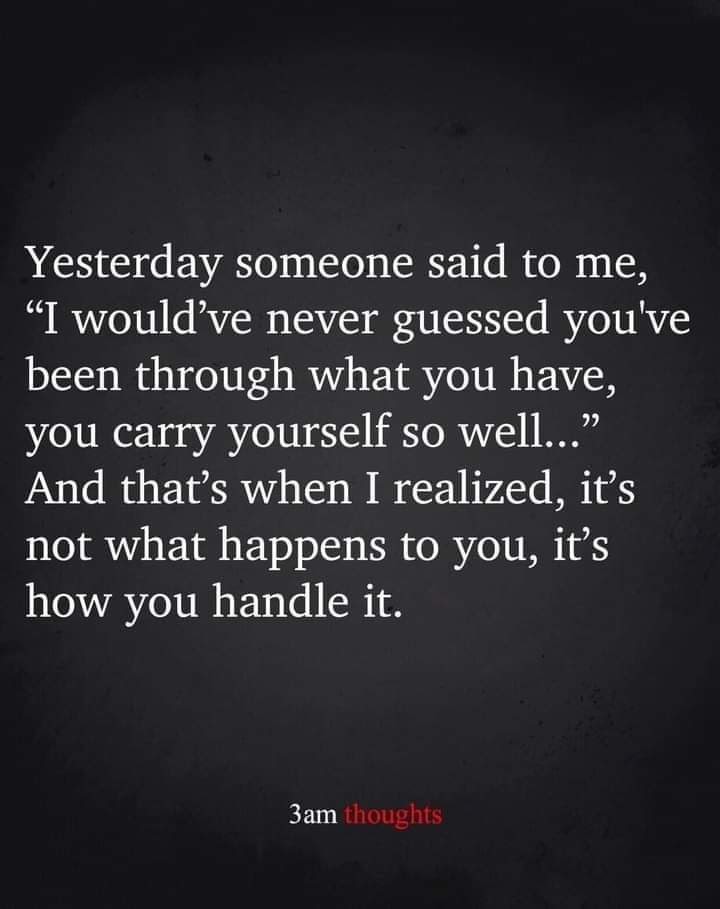 Yesterday someone said to me,
“I would’ve never guessed you've
been through what you have,
you carry yourself so well...”
And that’s when I realized, it’s
not what happens to you, it’s
how you handle it.
3am thoughts